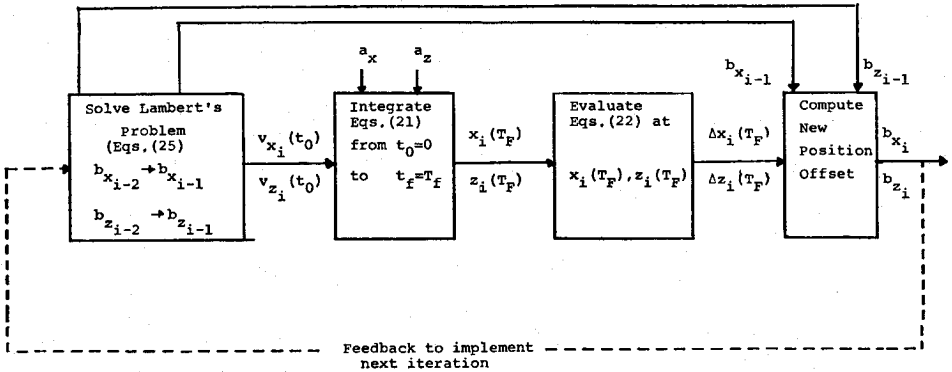 a_x
a_z
b_{x_{i-1}}
b_{z_{i-1}}
Solve Lambert's
Problem
(Eqs.(25)
b_{x_{i-2}} → b_{x_{i-1}}
b_{z_{i-2}} → b_{z_{i-1}}
v_{x_i}(t_0)
v_{z_i}(t_0)
Integrate
Eqs.(21)
from t_0=0
to t_f=T_f
x_i(T_F)
z_i(T_F)
Evaluate
Eqs.(22) at
x_i(T_F),z_i(T_F)
Δx_i(T_F)
Δz_i(T_F)
Compute
New
Position
Offset
b_{x_i}
b_{z_i}
Feedback to implement
next iteration